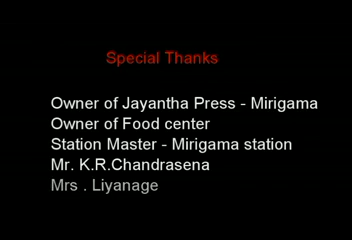 Special Thanks
Owner of Jayantha Press - Mirigama
Owner of Food center
Station Master - Mirigama station
Mr. K.R.Chandrasena
Mrs . Liyanage